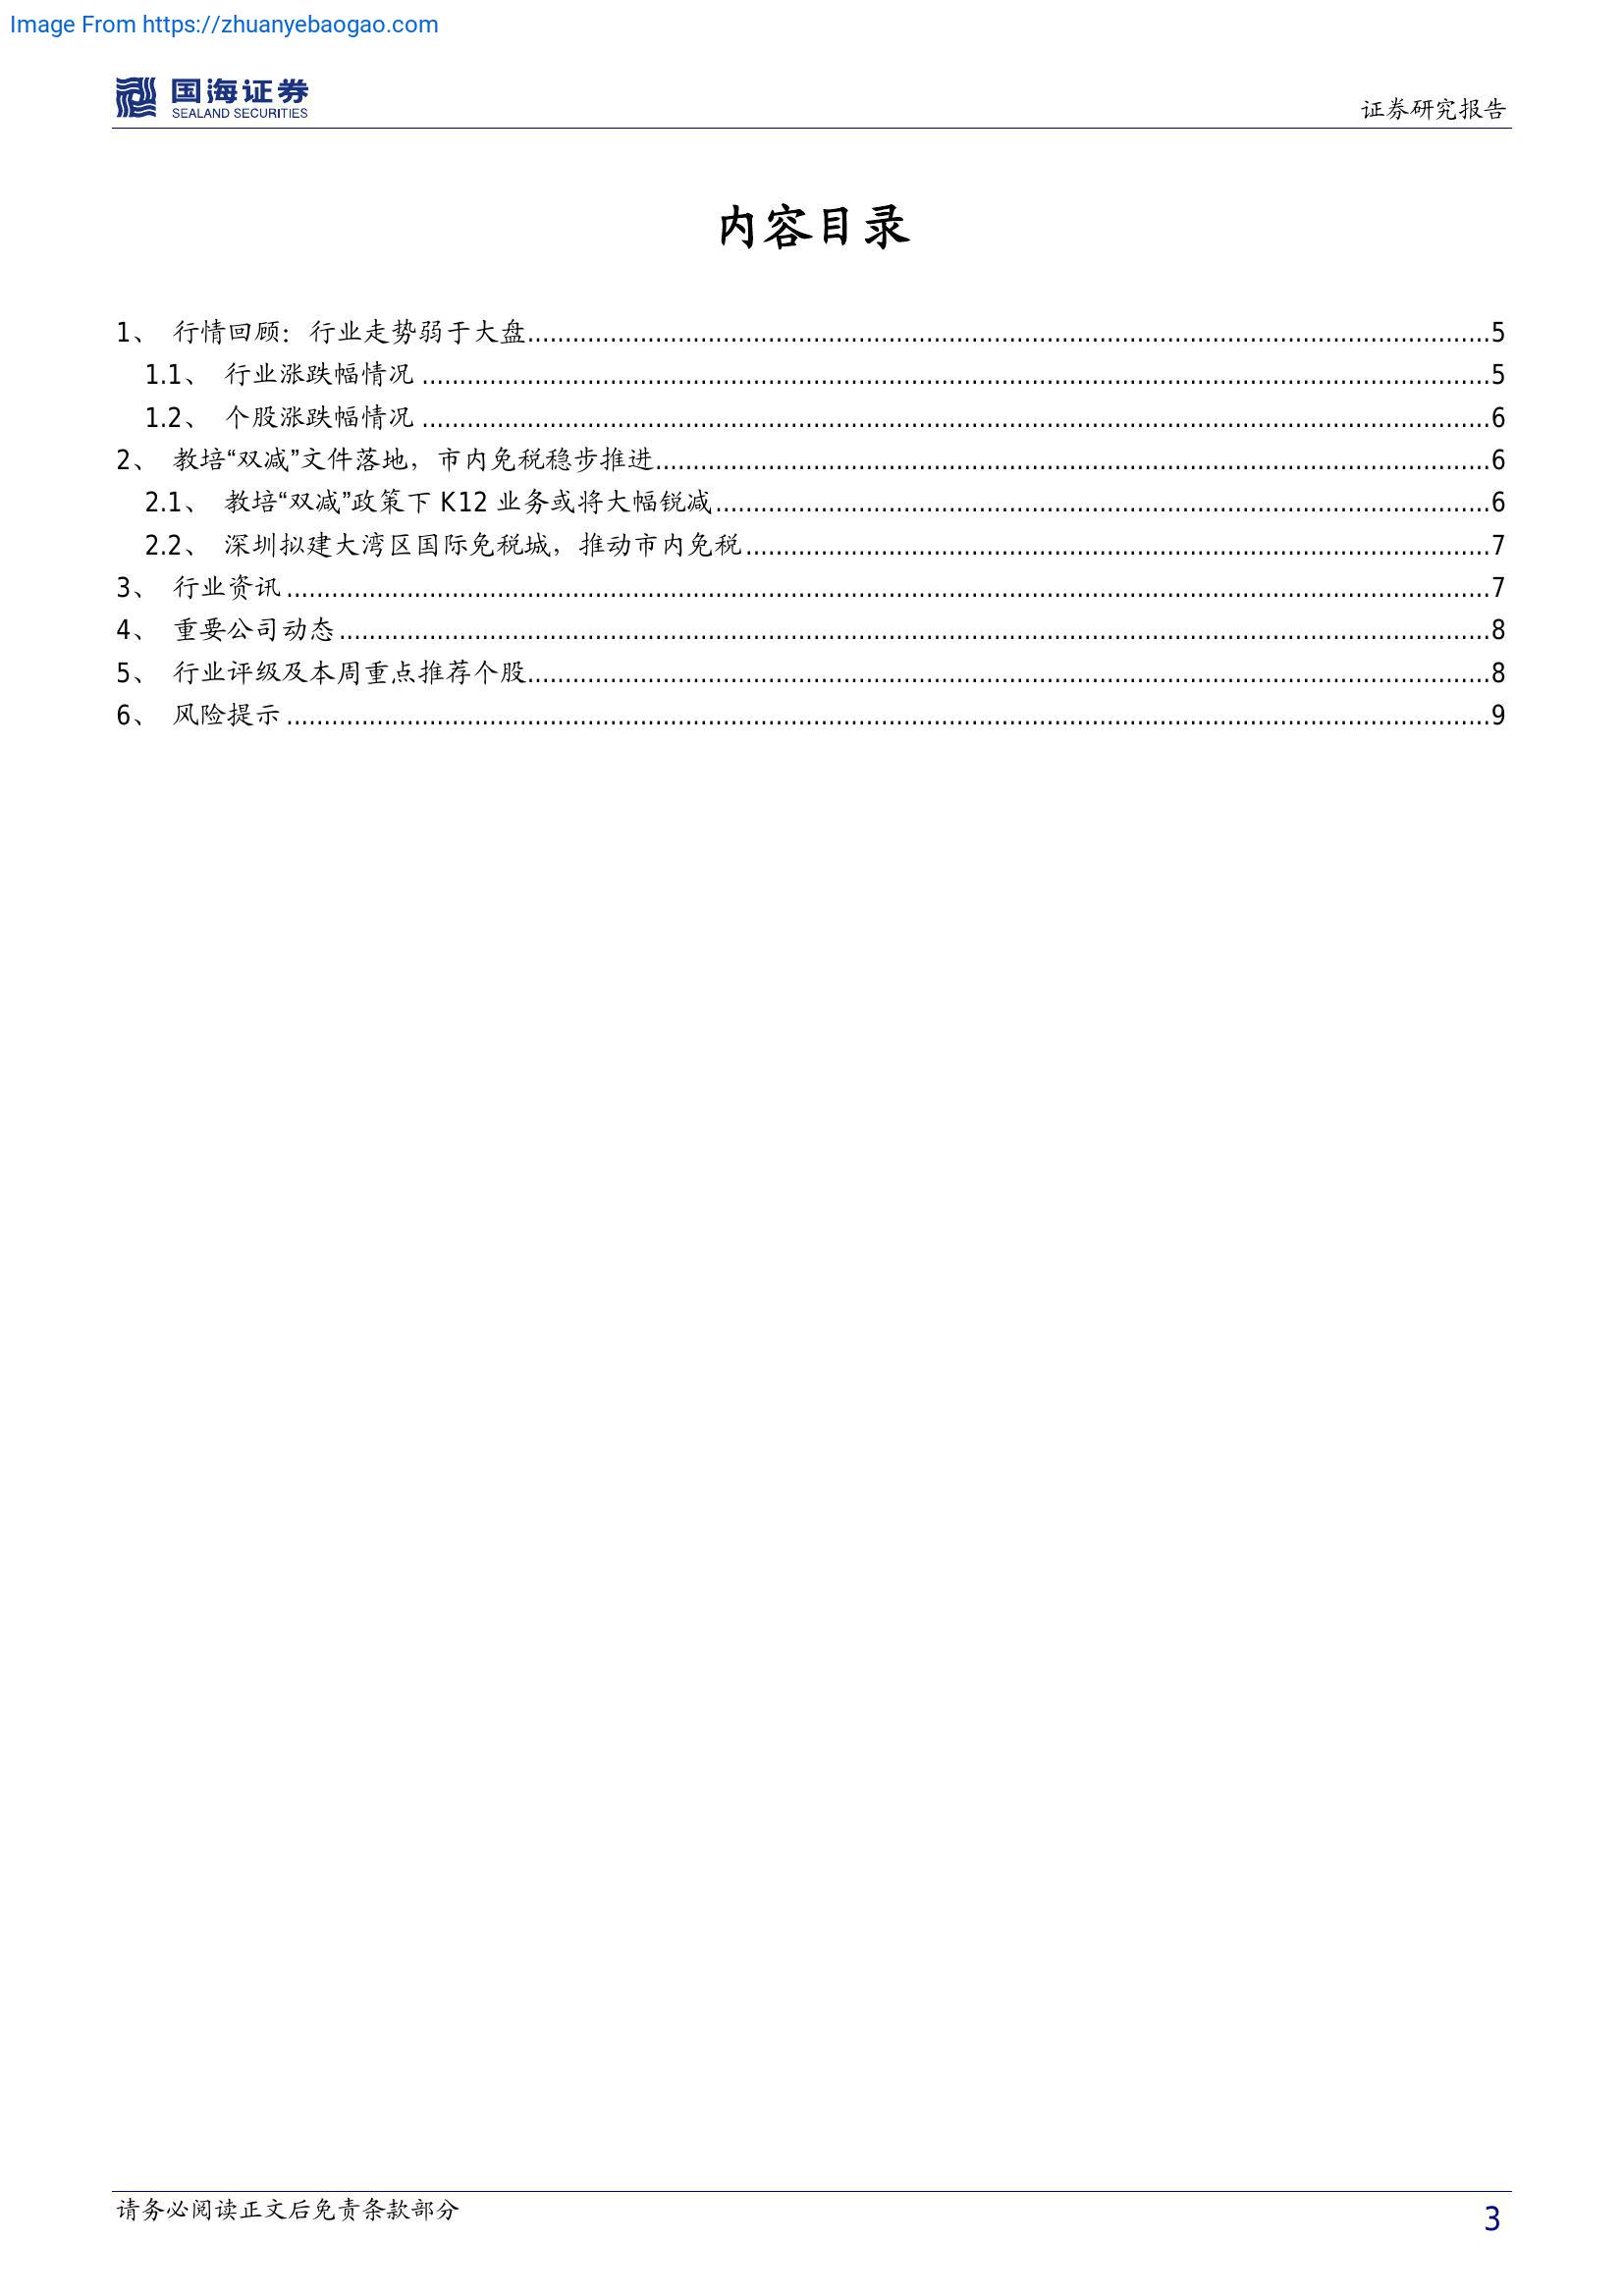 Image From https://zhuanyebaogao.com
国海证券
SEALAND SECURITIES
证券研究报告
内容目录
1、 行情回顾：行业走势弱于大盘........................5
1.1、 行业涨跌幅情况........................5
1.2、 个股涨跌幅情况........................6
2、 教培“双减”文件落地，市内免税稳步推进........................6
2.1、 教培“双减”政策下 K12 业务或将大幅锐减........................6
2.2、 深圳拟建大湾区国际免税城，推动市内免税........................7
3、 行业资讯........................7
4、 重要公司动态........................8
5、 行业评级及本周重点推荐个股........................8
6、 风险提示........................9
请务必阅读正文后免责条款部分
3